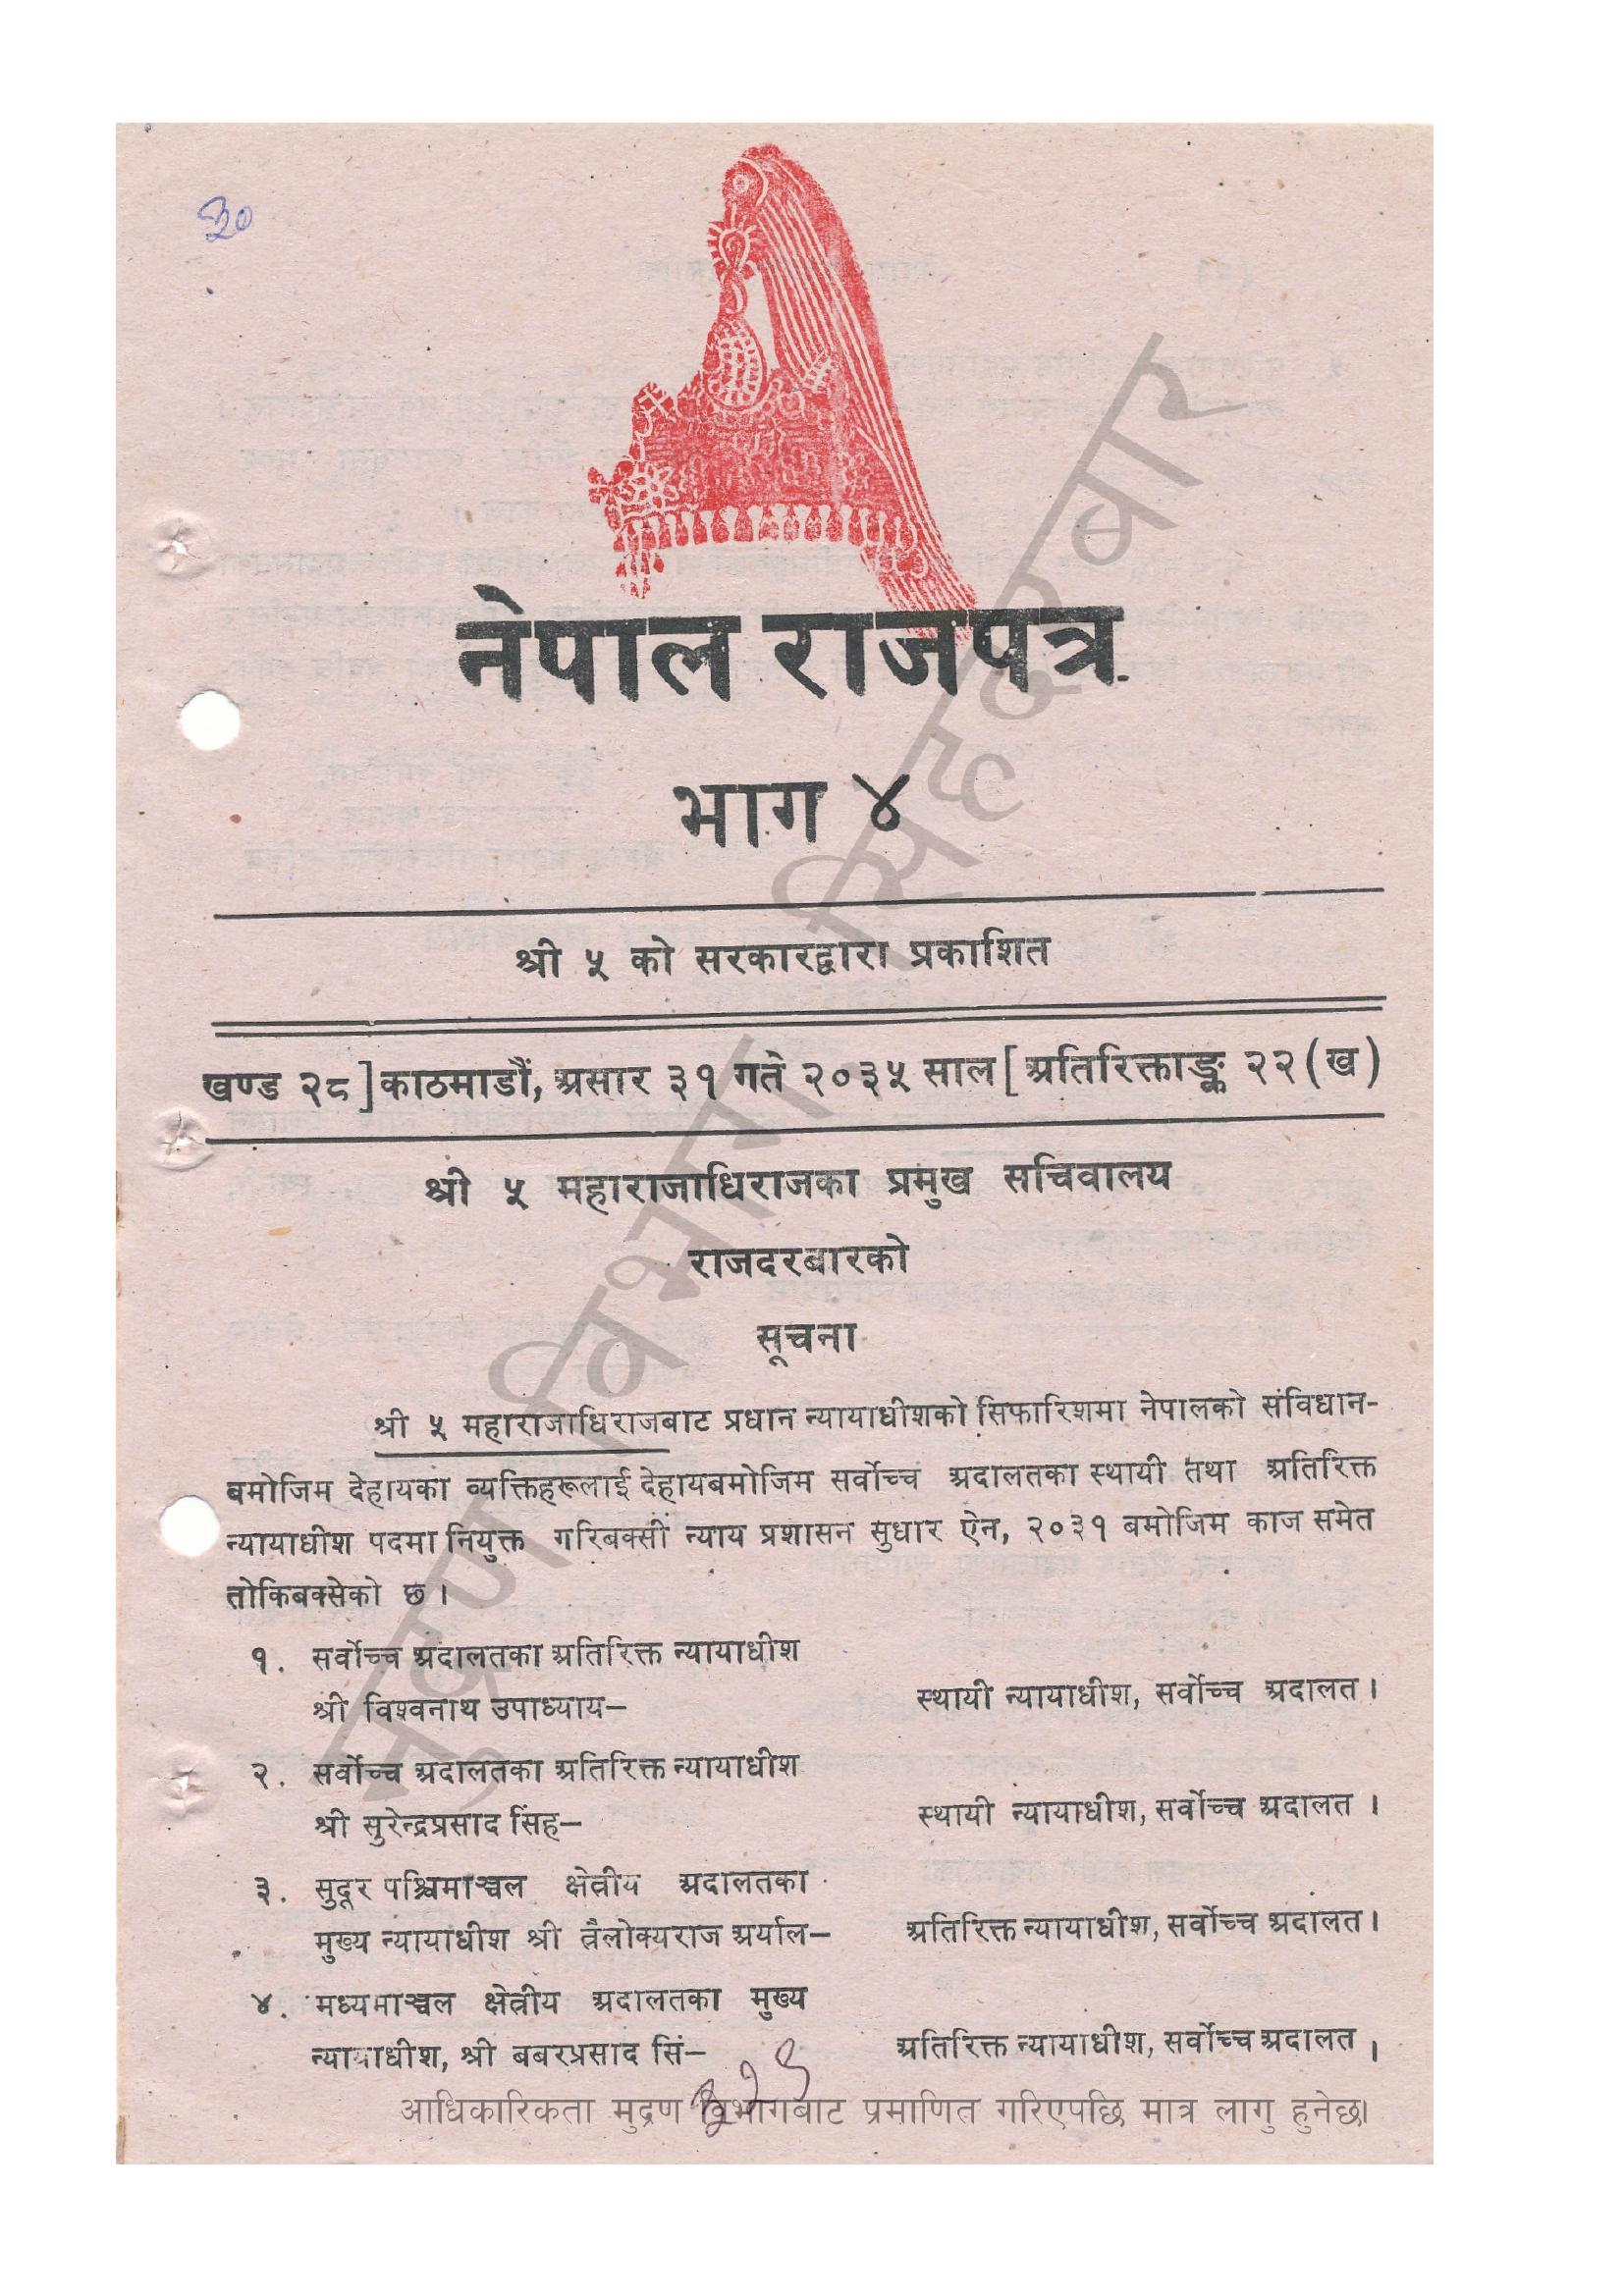 ३०
नेपाल राजपत्र
भाग ४
श्री ५ को सरकारद्वारा प्रकाशित
खण्ड २८] काठमाडौं, असार ३१ गते २०३५ साल [ अतिरिक्ताङ्क २२ (ख)
श्री ५ महाराजाधिराजका प्रमुख सचिवालय
राजदरबारको
सूचना
श्री ५ महाराजाधिराजबाट प्रधान न्यायाधीशको सिफारिशमा नेपालको संविधान-
बमोजिम देहायका व्यक्तिहरूलाई देहायबमोजिम सर्वोच्च अदालतका स्थायी तथा अतिरिक्त
न्यायाधीश पदमा नियुक्त गरिबक्सी न्याय प्रशासन सुधार ऐन, २०३१ बमोजिम काज समेत
तोकिबक्सेको छ ।
१. सर्वोच्च अदालतका अतिरिक्त न्यायाधीश
श्री विश्वनाथ उपाध्याय– स्थायी न्यायाधीश, सर्वोच्च अदालत ।
२. सर्वोच्च अदालतका अतिरिक्त न्यायाधीश
श्री सुरेन्द्रप्रसाद सिंह– स्थायी न्यायाधीश, सर्वोच्च अदालत ।
३. सुदूर पश्चिमाञ्चल क्षेत्रीय अदालतका
मुख्य न्यायाधीश श्री त्रैलोक्यराज अर्याल– अतिरिक्त न्यायाधीश, सर्वोच्च अदालत ।
४. मध्यमाञ्चल क्षेत्रीय अदालतका मुख्य
न्यायाधीश, श्री बबरप्रसाद सिं– अतिरिक्त न्यायाधीश, सर्वोच्च अदालत ।
आधिकारिकता मुद्रण विभागबाट प्रमाणित गरिएपछि मात्र लागु हुनेछ।
मुद्रण विभाग सिंहदरबार